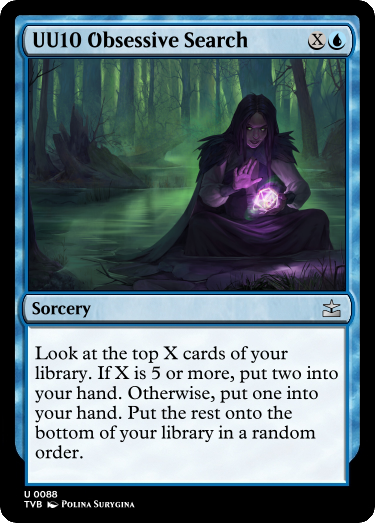 UU10 Obsessive Search
X
Sorcery
Look at the top X cards of your
library. If X is 5 or more, put two into
your hand. Otherwise, put one into
your hand. Put the rest onto the
bottom of your library in a random
order.
U 0088
TVB Polina Surygina